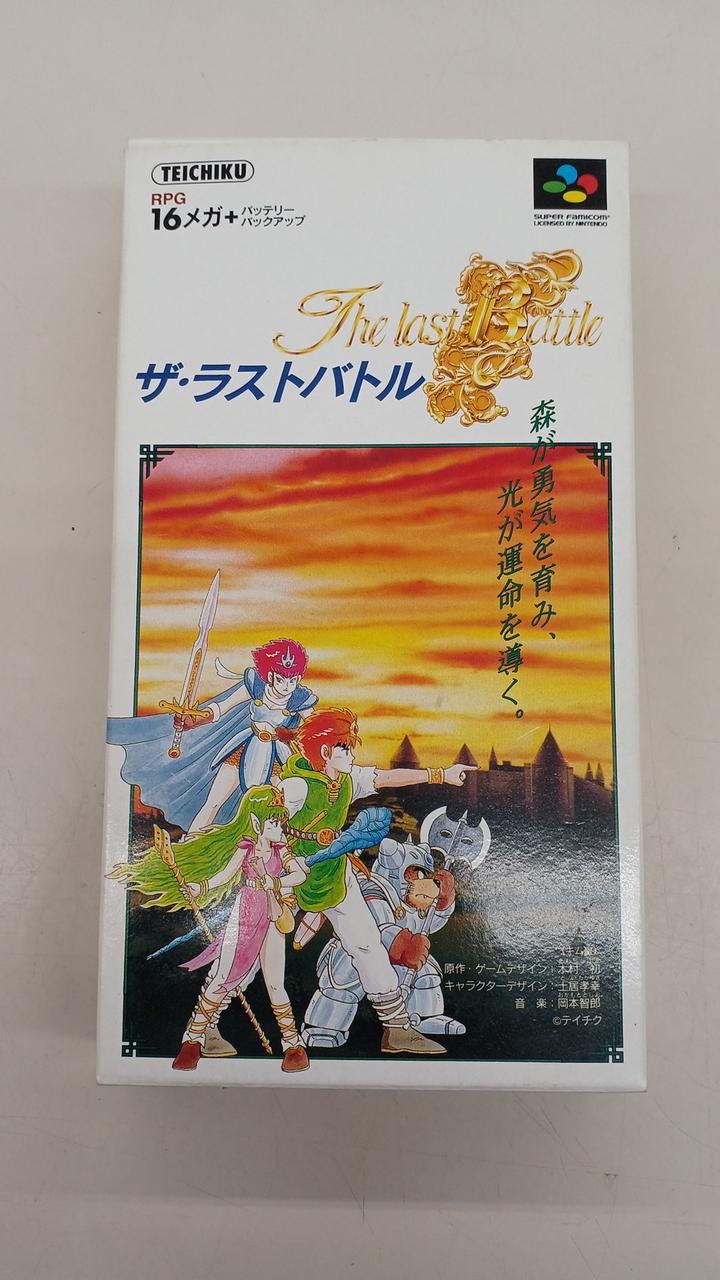 TEICHIKU
RPG
16メガ+バッテリーバックアップ
SUPER FAMICOM®
LICENSED BY NINTENDO
The last Battle
ザ・ラストバトル
森が勇気を育み、
光が運命を導く。
原作・ゲームデザイン:木村 初
キャラクターデザイン:土居孝幸
音 楽:岡本智郎
©テイチク